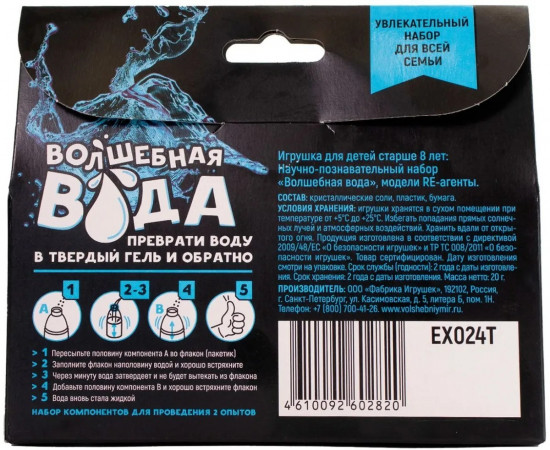 УВЛЕКАТЕЛЬНЫЙ
НАБОР
ДЛЯ ВСЕЙ
СЕМЬИ
ВОЛШЕБНАЯ
ВОДА
ПРЕВРАТИ ВОДУ
В ТВЕРДЫЙ ГЕЛЬ И ОБРАТНО
1
2-3
4
5
A
B
> 1 Пересыпьте половину компонента А во флакон (пакетик)
> 2 Заполните флакон наполовину водой и хорошо встряхните
> 3 Через минуту вода затвердеет и не будет вытекать из флакона
> 4 Добавьте половину компонента В и хорошо встряхните флакон
> 5 Вода вновь стала жидкой
НАБОР КОМПОНЕНТОВ ДЛЯ ПРОВЕДЕНИЯ 2 ОПЫТОВ
Игрушка для детей старше 8 лет:
Научно-познавательный набор
«Волшебная вода», модели RE-агенты.
СОСТАВ: кристаллические соли, пластик, бумага.
УСЛОВИЯ ХРАНЕНИЯ: игрушки хранятся в сухом помещении при
температуре от +5°С до +25°С. Избегать попадания прямых солнеч-
ных лучей и атмосферных воздействий. Хранить вдали от откры-
того огня. Продукция изготовлена в соответствии с директивой
2009/48/ЕС «О безопасности игрушек» и ТР ТС 008/2011 «О безо-
пасности игрушек». Товар сертифицирован. Дату изготовления
смотри на упаковке. Срок службы (годности): 2 года с даты изготовле-
ния. Срок хранения: 2 года с даты изготовления. Масса нетто: 20 г.
ПРОИЗВОДИТЕЛЬ: ООО «Фабрика Игрушек», 192102, Россия,
г. Санкт-Петербург, ул. Касимовская, д. 5, литера Б, пом. 1Н.
Телефон: +7 (800) 700-41-26. www.volshebniymir.ru
EX024T
4 610092 602820